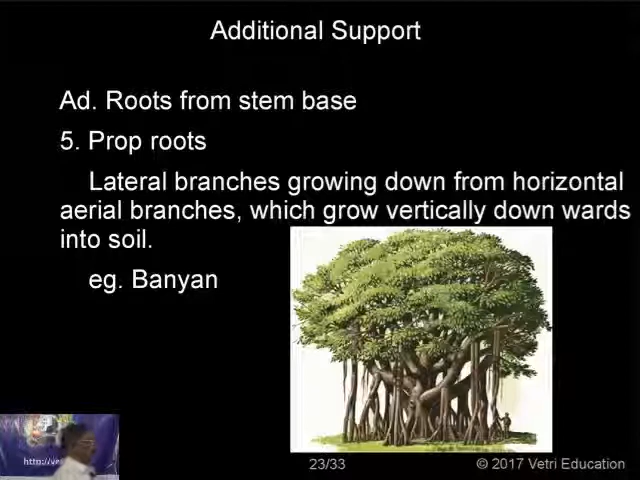 Additional Support
Ad. Roots from stem base
5. Prop roots
Lateral branches growing down from horizontal
aerial branches, which grow vertically down wards
into soil.
eg. Banyan
23/33
© 2017 Vetri Education